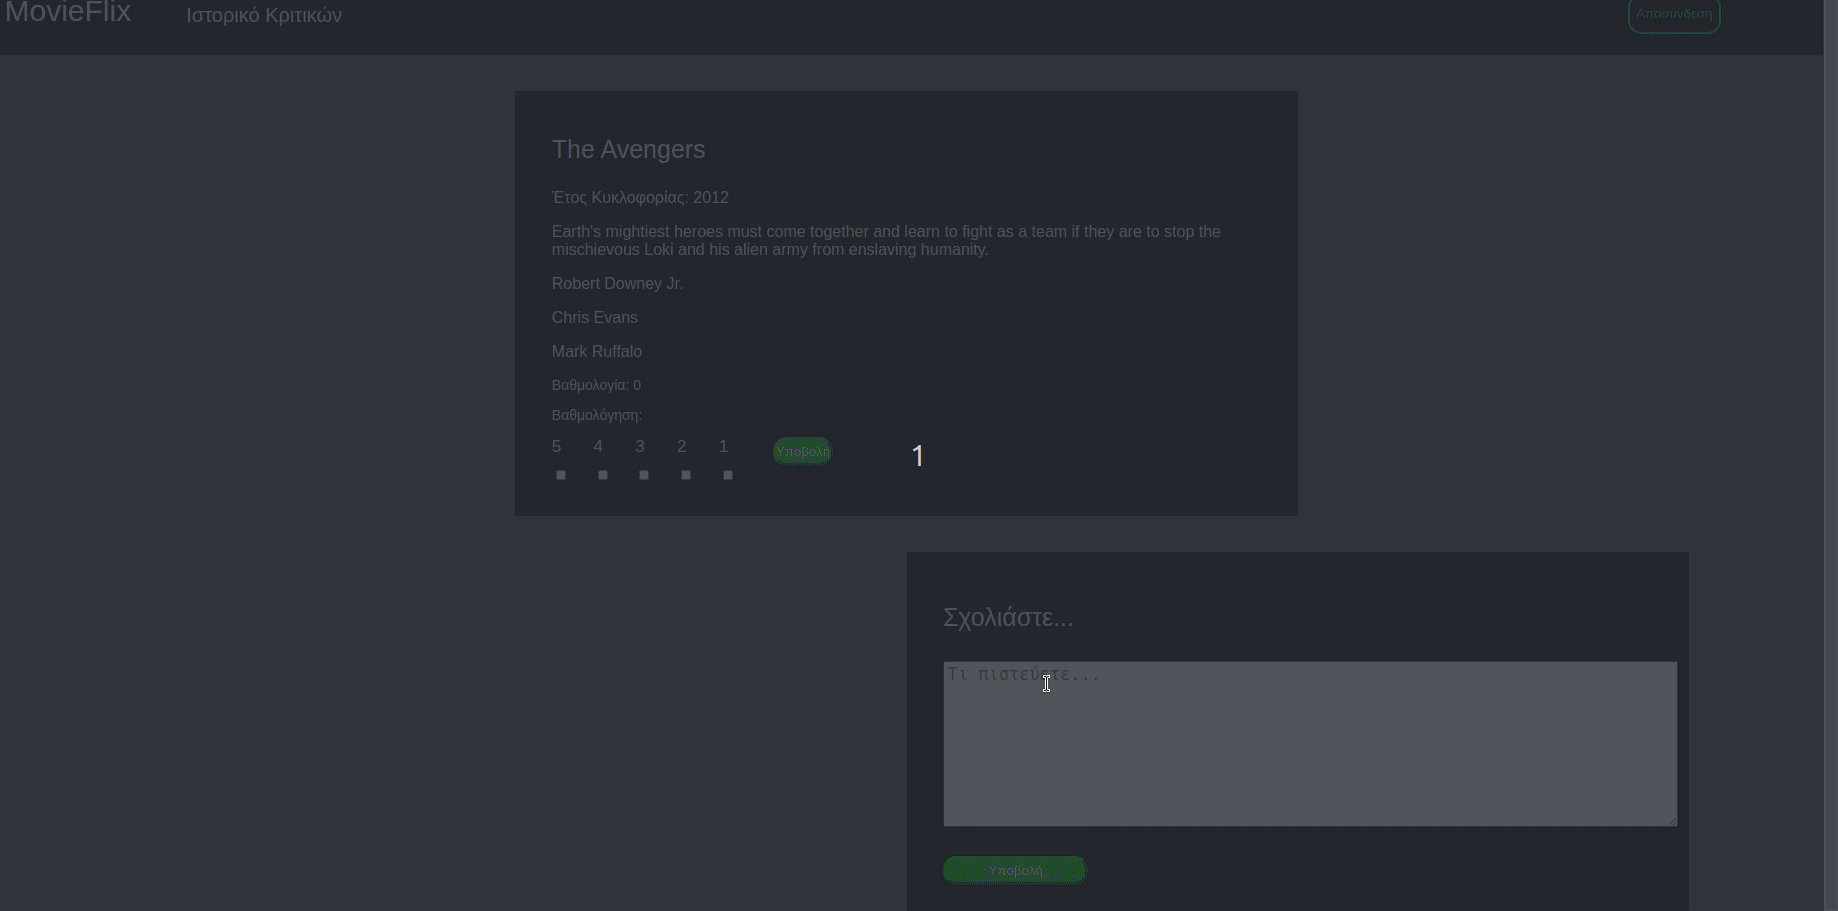 MovieFlix
Ιστορικό Κριτικών
Αποσύνδεση
The Avengers
Έτος Κυκλοφορίας: 2012
Earth's mightiest heroes must come together and learn to fight as a team if they are to stop the
mischievous Loki and his alien army from enslaving humanity.
Robert Downey Jr.
Chris Evans
Mark Ruffalo
Βαθμολογία: 0
Βαθμολόγηση:
5 4 3 2 1
Υποβολή
1
Σχολιάστε...
Τι πιστεύετε...
Υποβολή